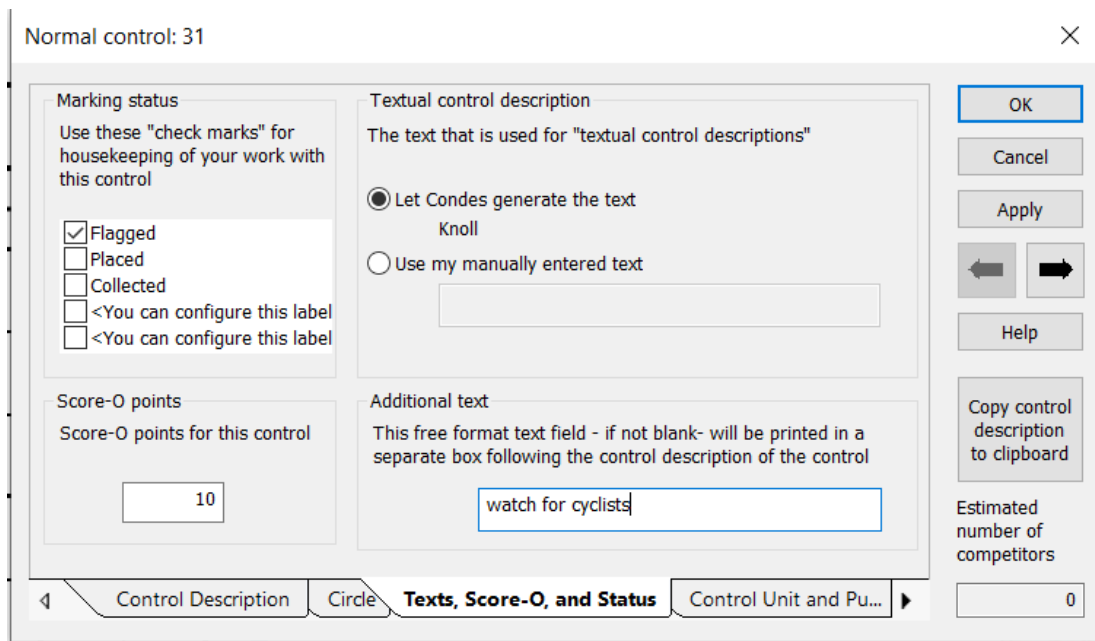 Normal control: 31
Marking status
Use these "check marks" for
housekeeping of your work with
this control
Flagged
Placed
Collected
<You can configure this label
<You can configure this label
Textual control description
The text that is used for "textual control descriptions"
Let Condes generate the text
Knoll
Use my manually entered text
Score-O points
Score-O points for this control
10
Additional text
This free format text field - if not blank- will be printed in a
separate box following the control description of the control
watch for cyclists
OK
Cancel
Apply
Help
Copy control
description
to clipboard
Estimated
number of
competitors
0
Control Description
Circle
Texts, Score-O, and Status
Control Unit and Pu...